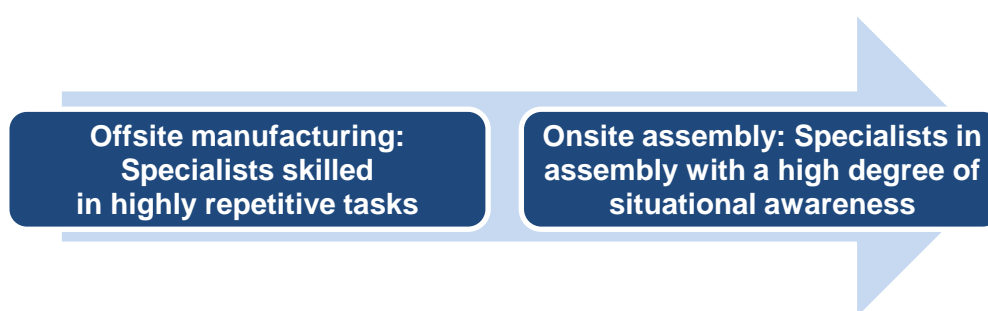 Offsite manufacturing:
Specialists skilled
in highly repetitive tasks
Onsite assembly: Specialists in
assembly with a high degree of
situational awareness